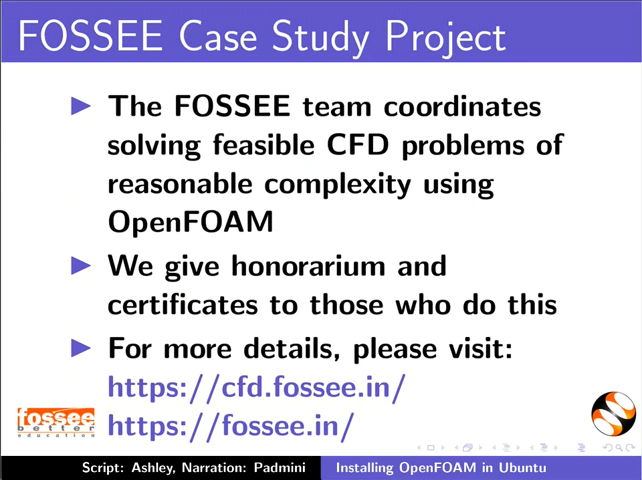 FOSSEE Case Study Project
The FOSSEE team coordinates
solving feasible CFD problems of
reasonable complexity using
OpenFOAM
We give honorarium and
certificates to those who do this
For more details, please visit:
https://cfd.fossee.in/
https://fossee.in/
fossee
better
education
Script: Ashley, Narration: Padmini
Installing OpenFOAM in Ubuntu